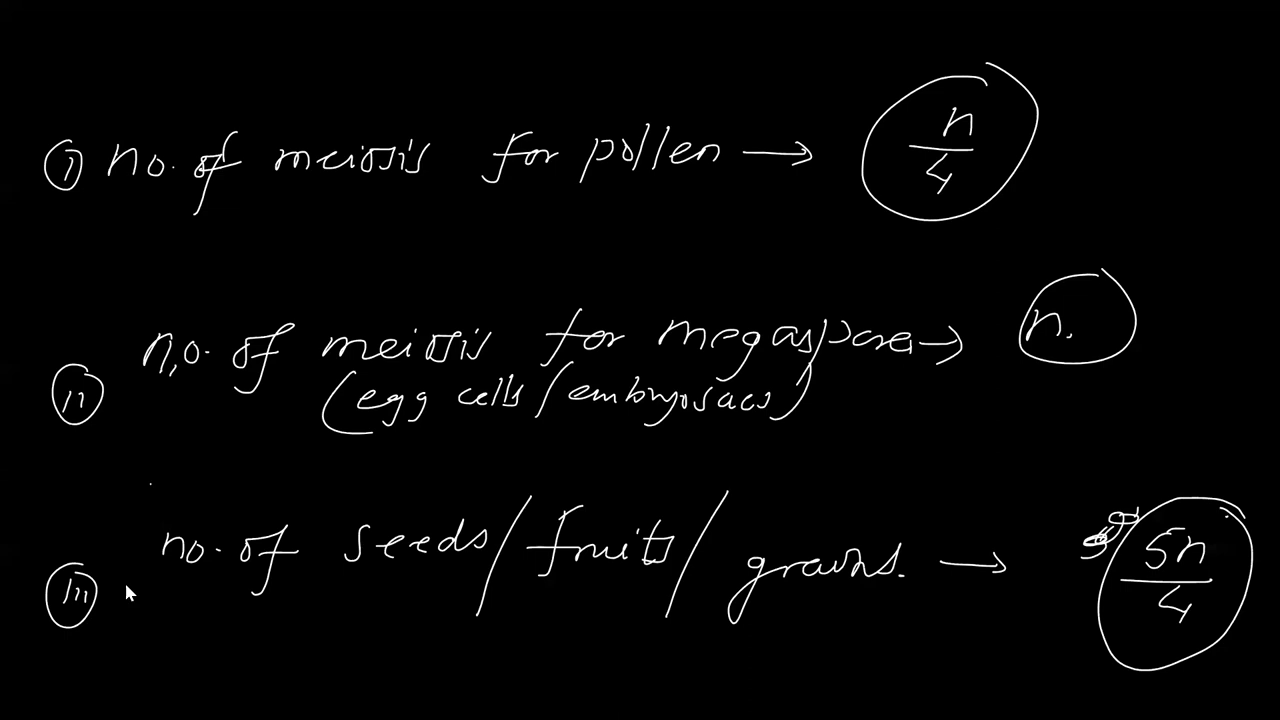 (i) no. of meiosis for pollen → n/4
(ii) no. of meiosis for megaspore → n.
(egg cells / embryosacs)
(iii) no. of seeds / fruits / grains. → 5n/4